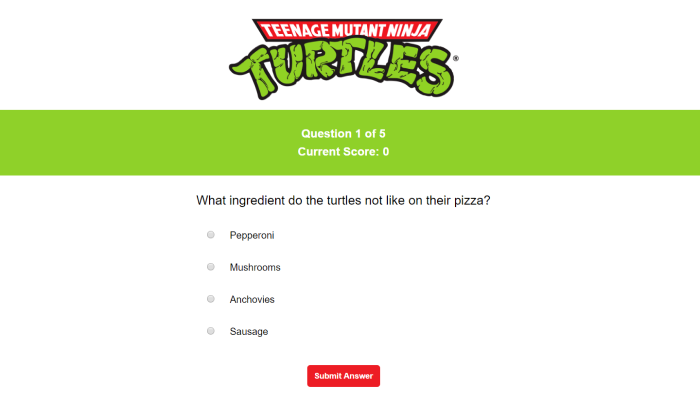 TEENAGE MUTANT NINJA
TURTLES®
Question 1 of 5
Current Score: 0
What ingredient do the turtles not like on their pizza?
Pepperoni
Mushrooms
Anchovies
Sausage
Submit Answer